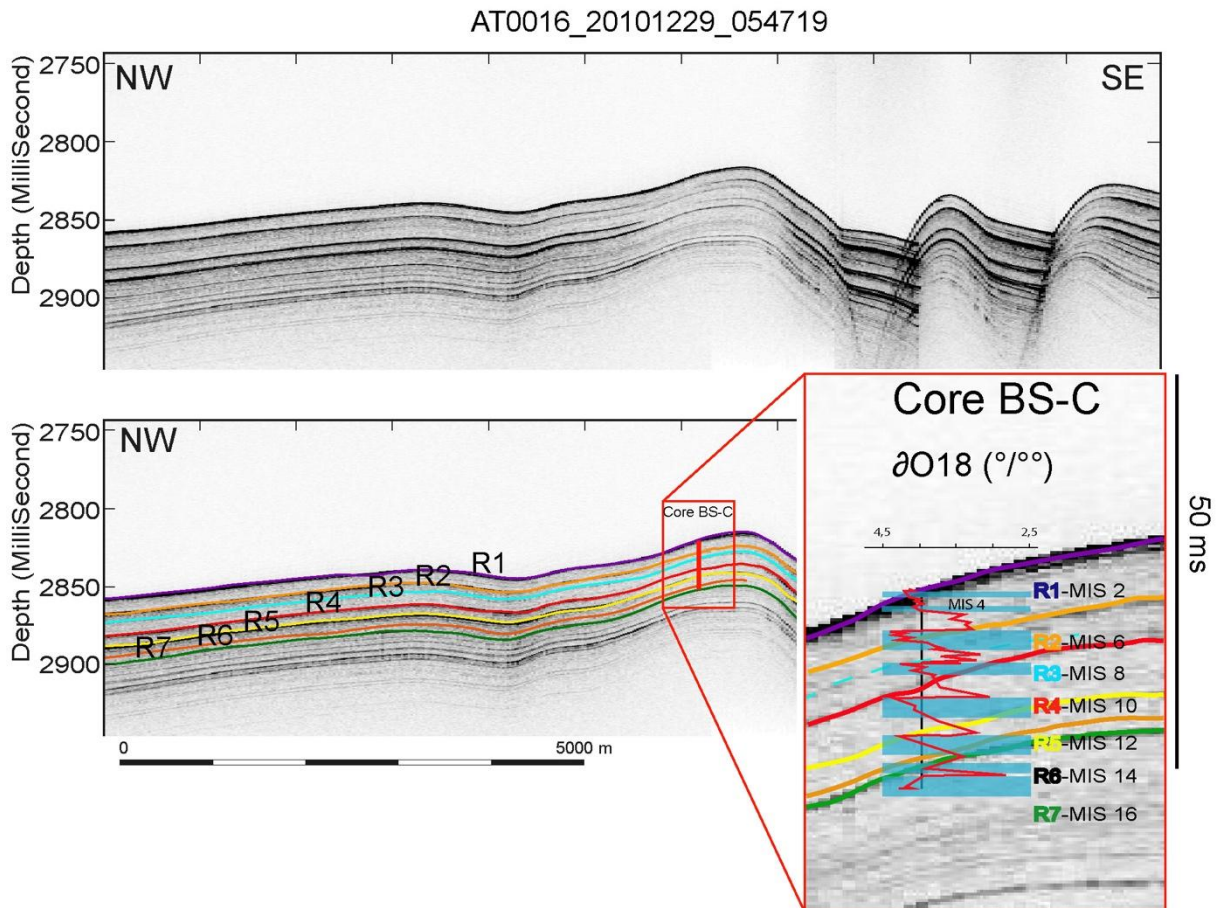 AT0016_20101229_054719
Depth (MilliSecond)
2750
2800
2850
2900
NW
SE
Depth (MilliSecond)
2750
2800
2850
2900
NW
Core BS-C
R1
R2
R3
R4
R5
R6
R7
0
5000 m
Core BS-C
∂O18 (°/°°)
4,5
2,5
R1-MIS 2
MIS 4
R2-MIS 6
R3-MIS 8
R4-MIS 10
R5-MIS 12
R6-MIS 14
R7-MIS 16
50 ms